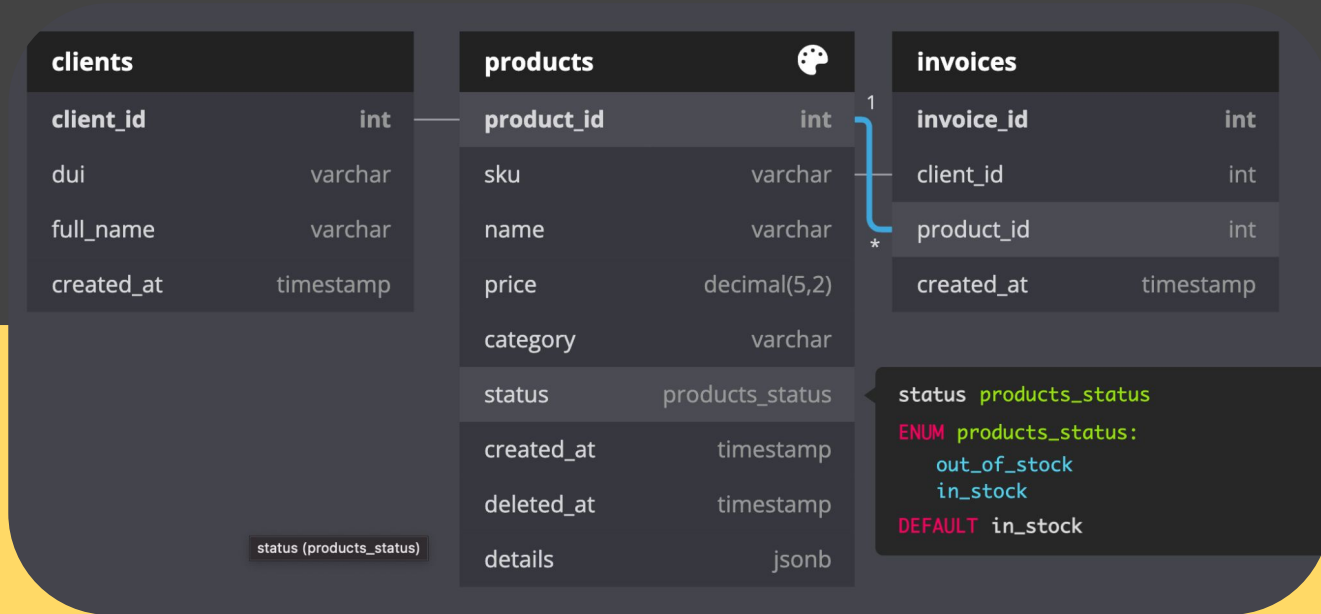 clients
client_id int
dui varchar
full_name varchar
created_at timestamp
products
product_id int
sku varchar
name varchar
price decimal(5,2)
category varchar
status products_status
created_at timestamp
deleted_at timestamp
details jsonb
1
*
invoices
invoice_id int
client_id int
product_id int
created_at timestamp
status products_status
ENUM products_status:
out_of_stock
in_stock
DEFAULT in_stock
status (products_status)